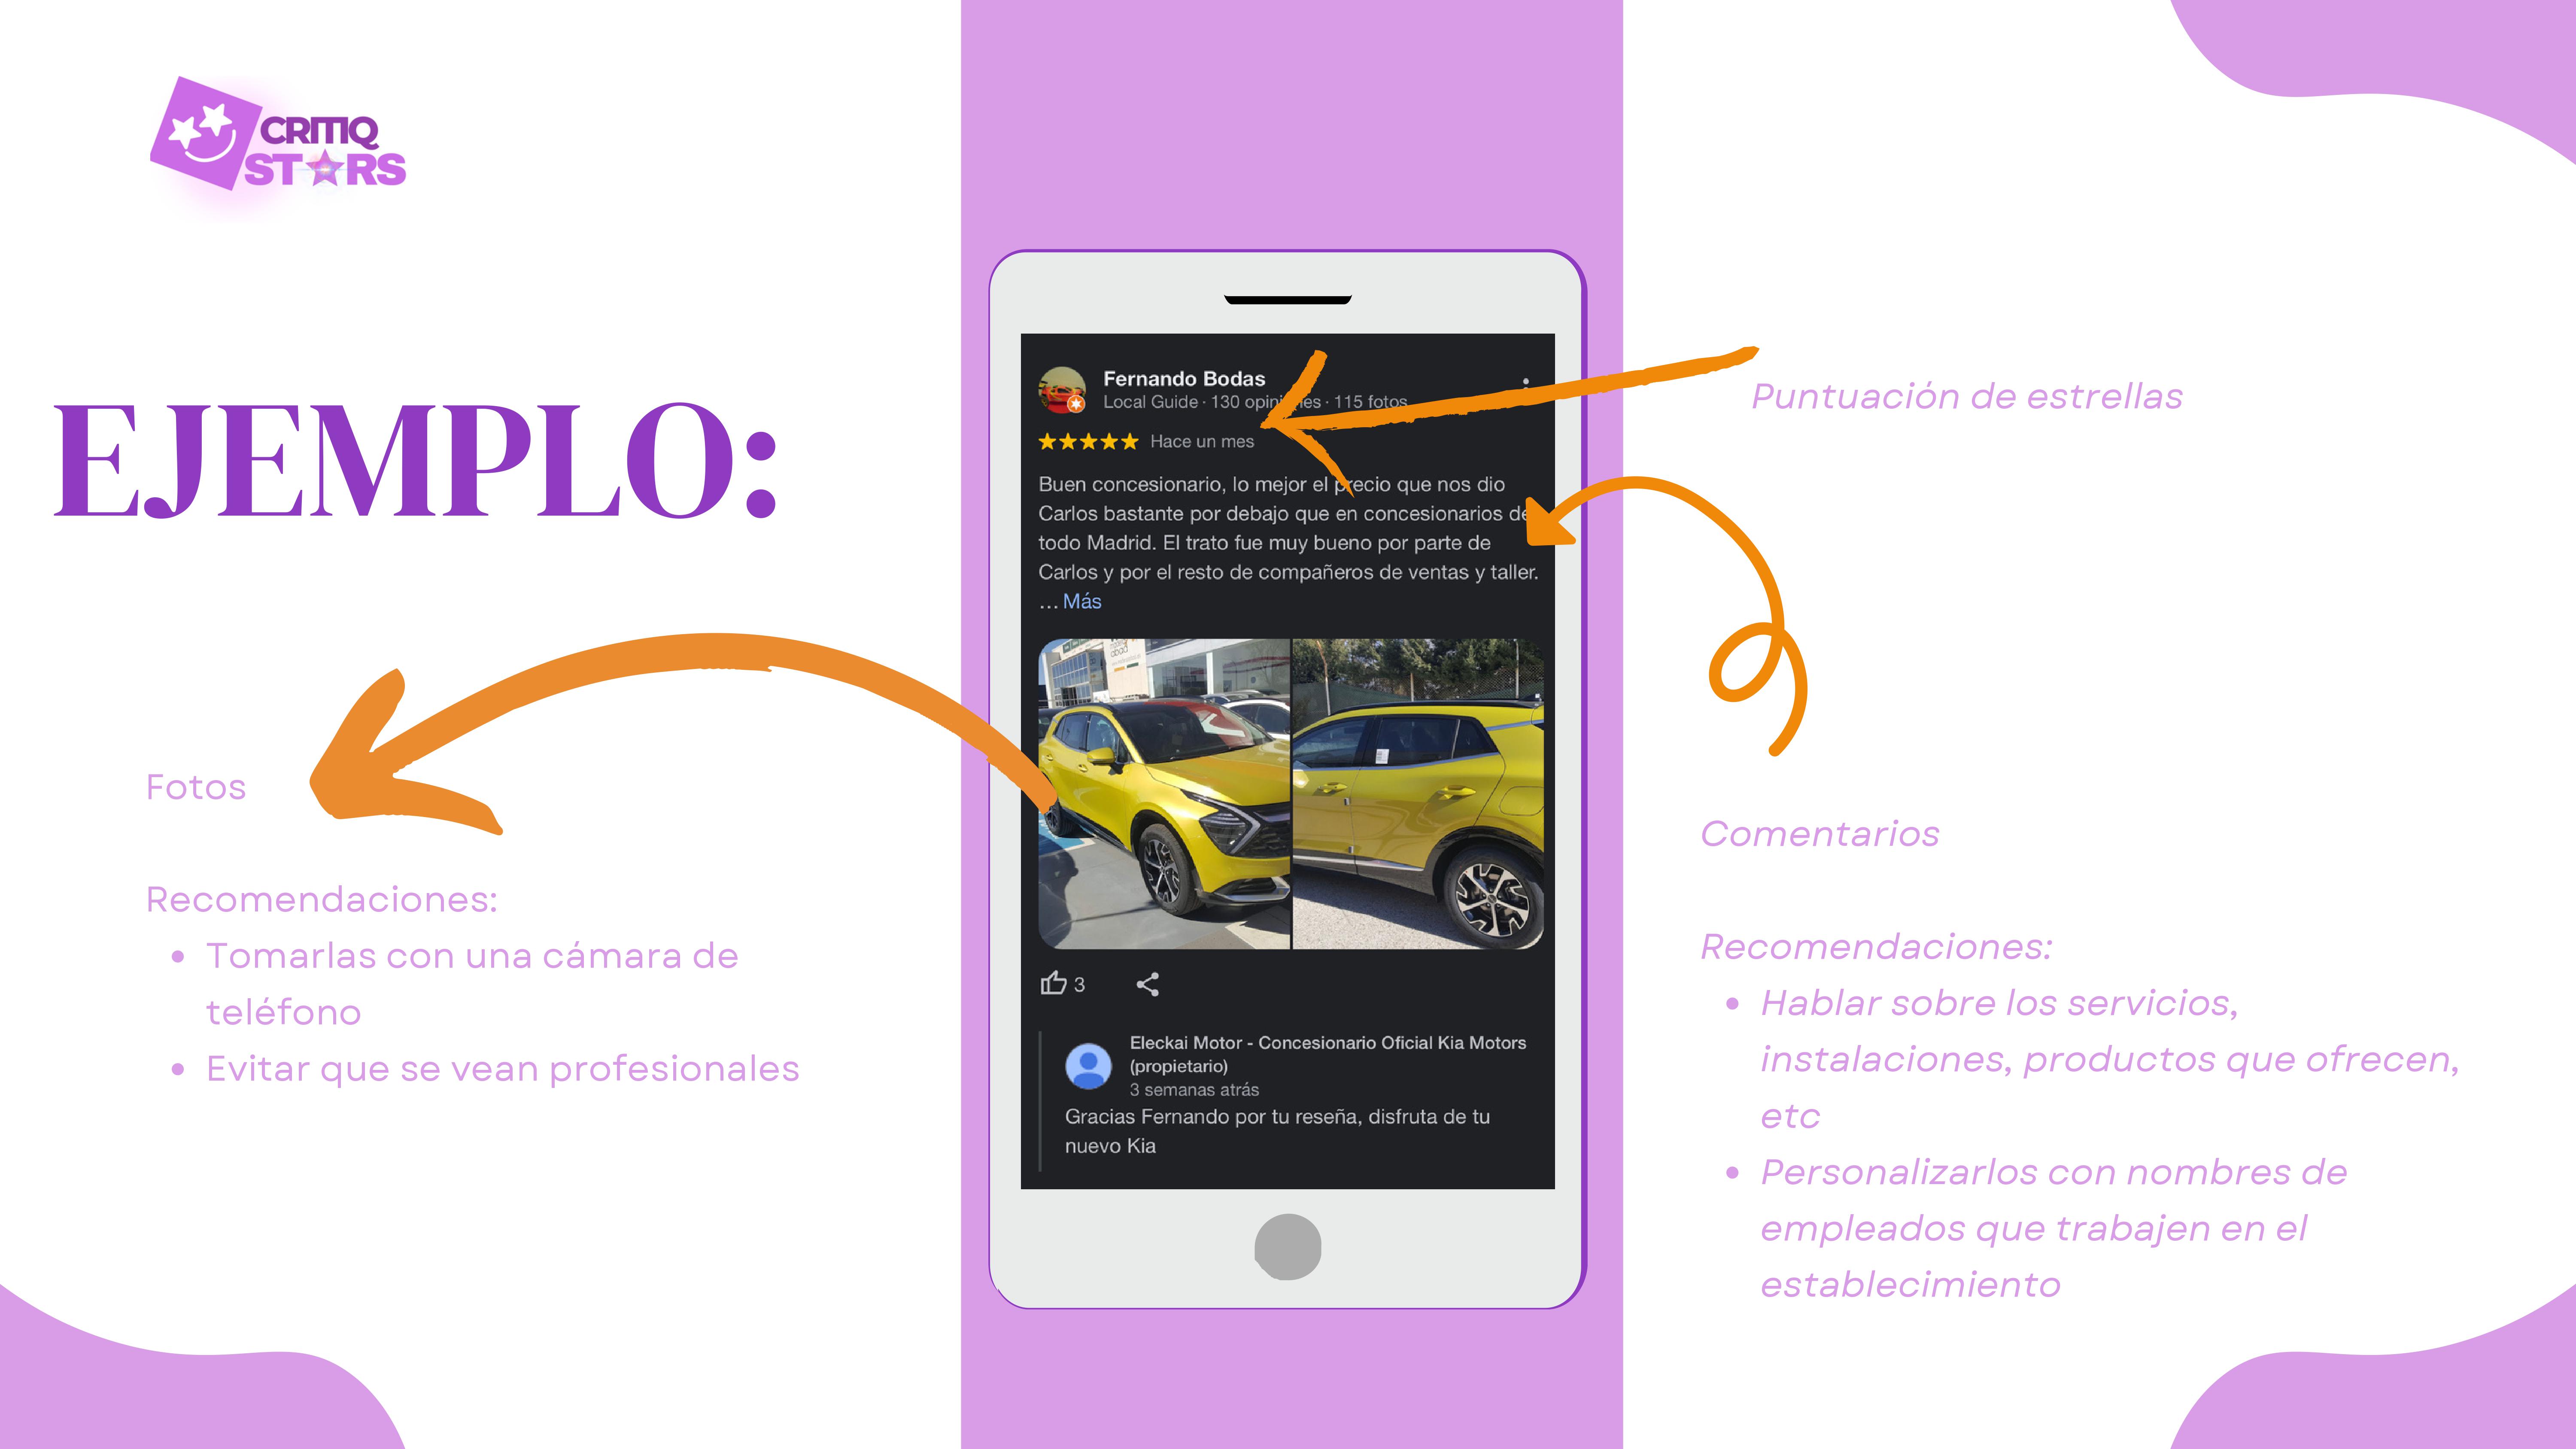 CRITIQ
STARS
EJEMPLO:
Fotos
Recomendaciones:
Tomarlas con una cámara de
teléfono
Evitar que se vean profesionales
Fernando Bodas
Local Guide · 130 · 115 fotos
Hace un mes
Buen concesionario, lo mejor el precio que nos dio
Carlos bastante por debajo que en concesionarios de
todo Madrid. El trato fue muy bueno por parte de
Carlos y por el resto de compañeros de ventas y taller.
... Más
3
Eleckai Motor - Concesionario Oficial Kia Motors
(propietario)
3 semanas atrás
Gracias Fernando por tu reseña, disfruta de tu
nuevo Kia
Puntuación de estrellas
Comentarios
Recomendaciones:
Hablar sobre los servicios,
instalaciones, productos que ofrecen,
etc
Personalizarlos con nombres de
empleados que trabajen en el
establecimiento